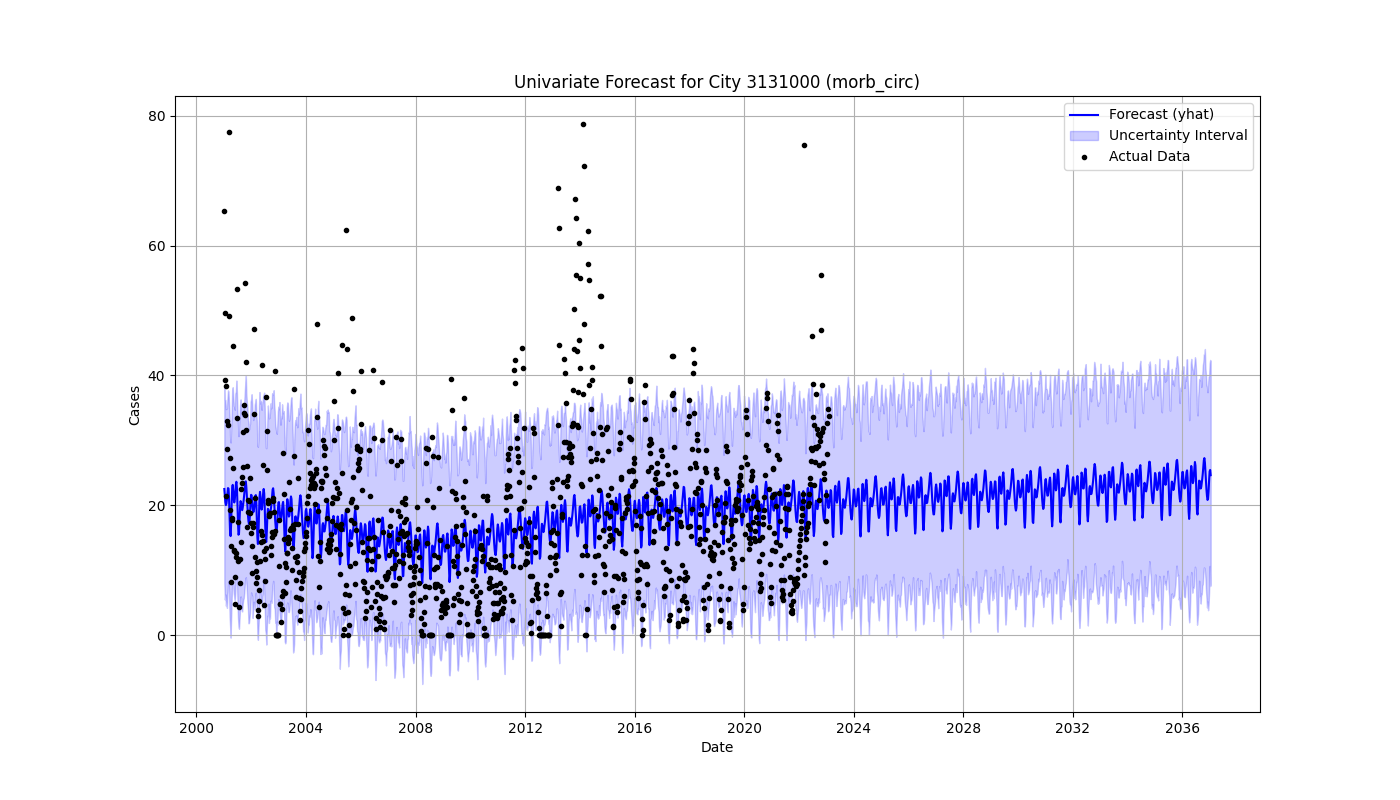 Univariate Forecast for City 3131000 (morb_circ)
Forecast (yhat)
Uncertainty Interval
Actual Data
Cases
80
60
40
20
0
2000 2004 2008 2012 2016 2020 2024 2028 2032 2036
Date